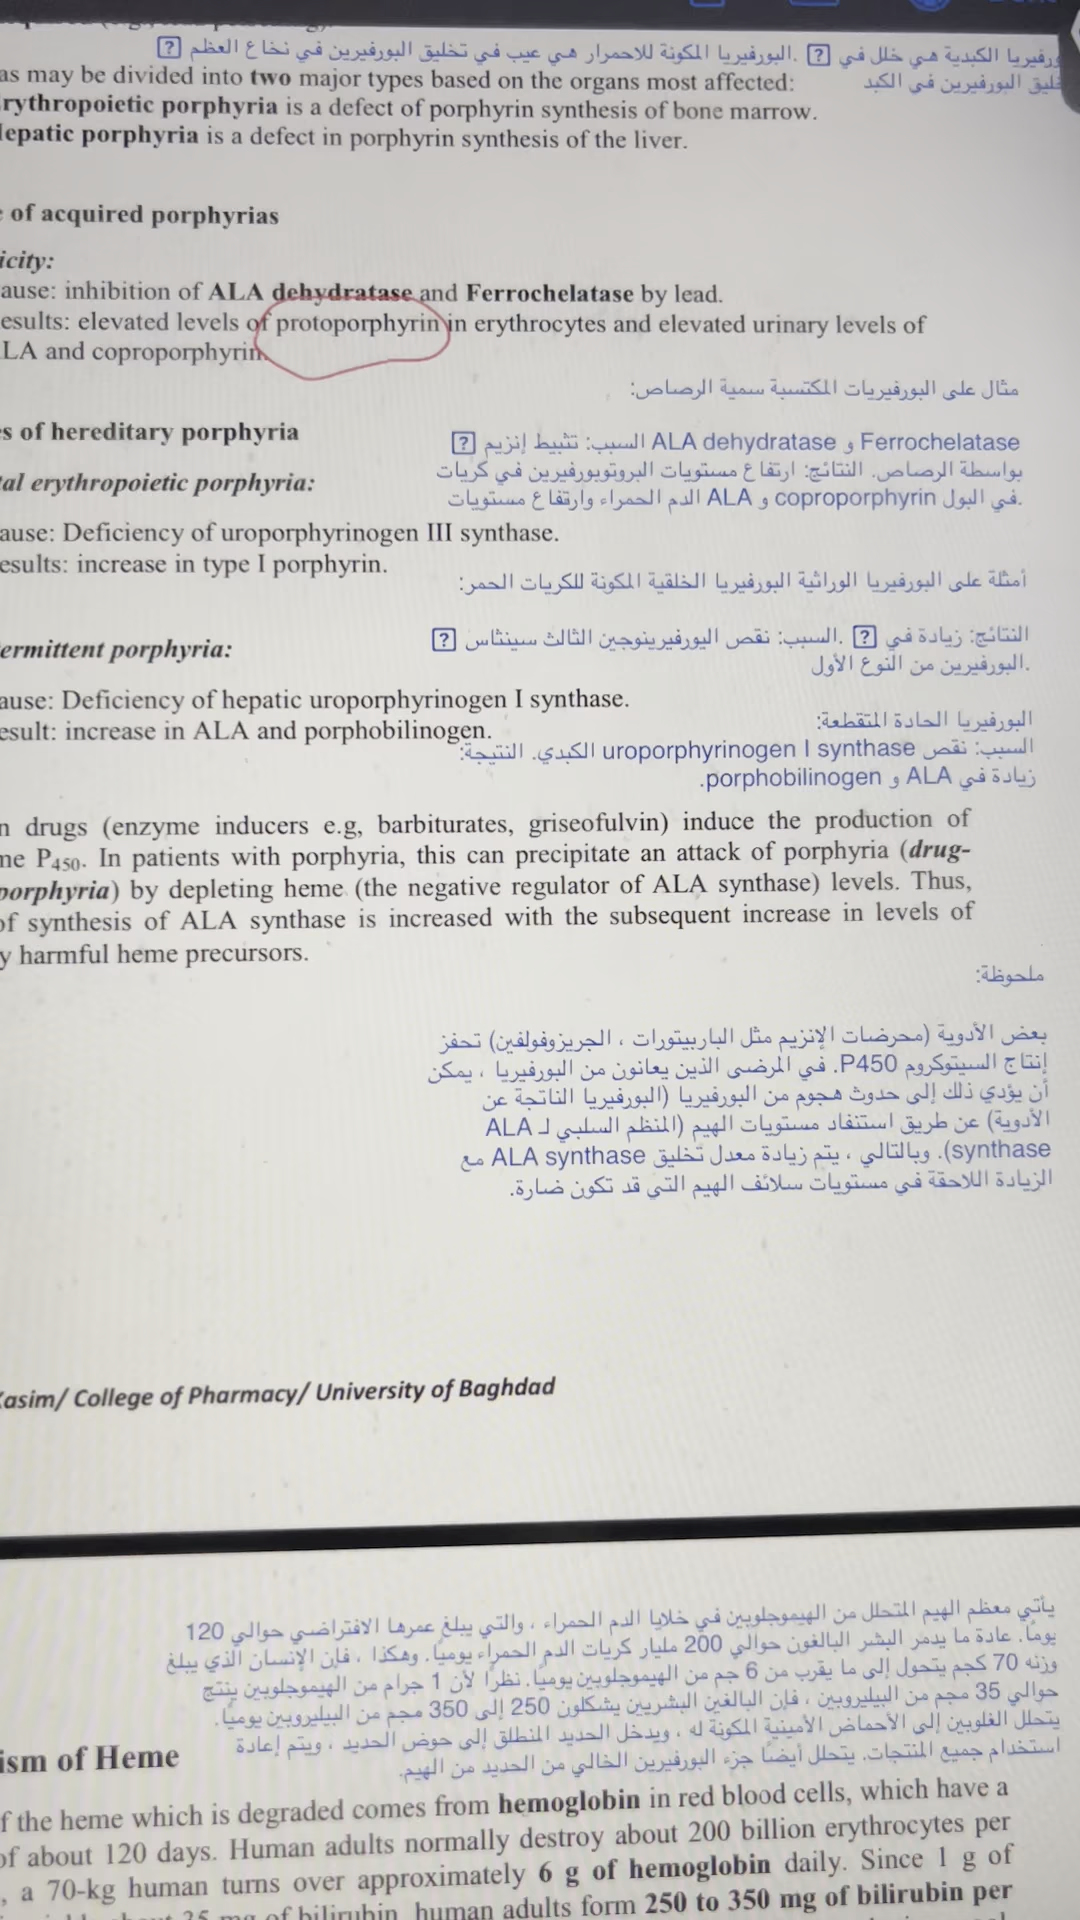 البورفيريا المكونة للاحمرار هي عيب في تخليق البورفيرين في نخاع العظم ?
ورفيريا الكبدية هي خلل في ?
تخليق البورفيرين في الكبد
as may be divided into two major types based on the organs most affected:
rythropoietic porphyria is a defect of porphyrin synthesis of bone marrow.
Hepatic porphyria is a defect in porphyrin synthesis of the liver.
of acquired porphyrias
icity:
ause: inhibition of ALA dehydratase and Ferrochelatase by lead.
esults: elevated levels of protoporphyrin in erythrocytes and elevated urinary levels of
LA and coproporphyrin.
مثال على البورفيريات المكتسبة سمية الرصاص:
s of hereditary porphyria
السبب: تثبيط إنزيم ? ALA dehydratase و Ferrochelatase
بواسطة الرصاص. النتائج: ارتفاع مستويات البروتوبورفيرين في كريات
الدم الحمراء وارتفاع مستويات ALA و coproporphyrin في البول.
tal erythropoietic porphyria:
ause: Deficiency of uroporphyrinogen III synthase.
esults: increase in type I porphyrin.
أمثلة على البورفيريا الوراثية البورفيريا الخلقية المكونة للكريات الحمر:
السبب: نقص اليورفيرينوجين الثالث سينثاس ?. النتائج: زيادة في ?
البورفيرين من النوع الأول.
ermittent porphyria:
ause: Deficiency of hepatic uroporphyrinogen I synthase.
esult: increase in ALA and porphobilinogen.
البورفيريا الحادة المتقطعة:
السبب: نقص uroporphyrinogen I synthase الكبدي. النتيجة:
زيادة في ALA و porphobilinogen.
n drugs (enzyme inducers e.g, barbiturates, griseofulvin) induce the production of
me P450. In patients with porphyria, this can precipitate an attack of porphyria (drug-
porphyria) by depleting heme (the negative regulator of ALA synthase) levels. Thus,
of synthesis of ALA synthase is increased with the subsequent increase in levels of
y harmful heme precursors.
ملحوظة:
بعض الأدوية (محرضات الإنزيم مثل الباربيتورات ، الجريزوفولفين) تحفز
إنتاج السيتوكروم P450. في المرضى الذين يعانون من البورفيريا ، يمكن
أن يؤدي ذلك إلى حدوث هجوم من البورفيريا (البورفيريا الناتجة عن
الأدوية) عن طريق استنفاد مستويات الهيم (المنظم السلبي لـ ALA
synthase). وبالتالي ، يتم زيادة معدل تخليق ALA synthase مع
الزيادة اللاحقة في مستويات سلائف الهيم التي قد تكون ضارة.
Kasim/ College of Pharmacy/ University of Baghdad
يأتي معظم الهيم المتحلل من الهيموجلوبين في خلايا الدم الحمراء ، والتي يبلغ عمرها الافتراضي حوالي 120
يومًا. عادة ما يدمر البشر البالغون حوالي 200 مليار كريات الدم الحمراء يوميًا. وهكذا ، فإن الإنسان الذي يبلغ
وزنه 70 كجم يتحول إلى ما يقرب من 6 جم من الهيموجلوبين يوميًا. نظرًا لأن 1 جرام من الهيموجلوبين ينتج
حوالي 35 مجم من البيليروبين ، فإن البالغين البشريين يشكلون 250 إلى 350 مجم من البيليروبين يوميًا.
يتحلل الغلوبين إلى الأحماض الأمينية المكونة له ، ويدخل الحديد المنطلق إلى حوض الحديد ، ويتم إعادة
استخدام جميع المنتجات. يتحلل أيضًا جزء البورفيرين الخالي من الحديد من الهيم.
ism of Heme
f the heme which is degraded comes from hemoglobin in red blood cells, which have a
of about 120 days. Human adults normally destroy about 200 billion erythrocytes per
, a 70-kg human turns over approximately 6 g of hemoglobin daily. Since 1 g of
35 mg of bilirubin, human adults form 250 to 350 mg of bilirubin per